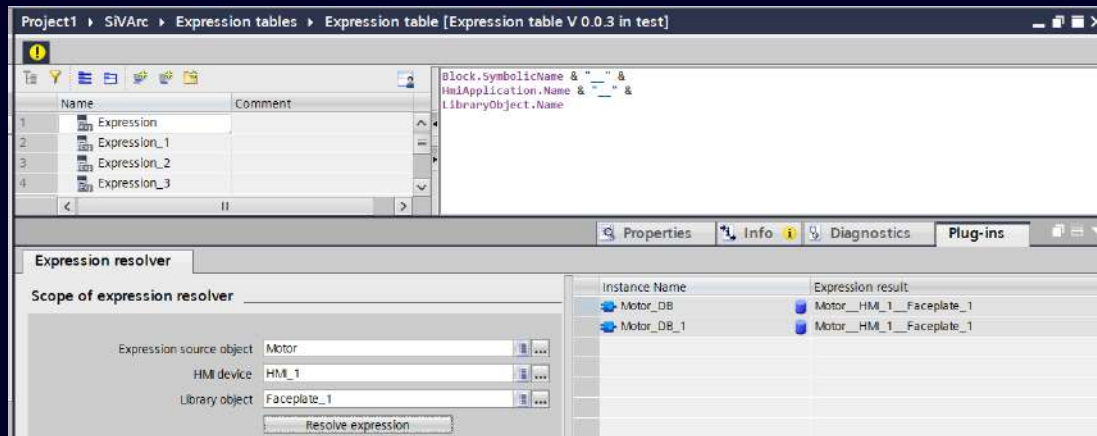 Project1 ▸ SiVArc ▸ Expression tables ▸ Expression table [Expression table V 0.0.3 in test]
Block.SymbolicName & "__" &
HmiApplication.Name & "__" &
LibraryObject.Name
Name Comment
1 Expression
2 Expression_1
3 Expression_2
4 Expression_3
Properties Info Diagnostics Plug-ins
Expression resolver
Scope of expression resolver
Instance Name Expression result
Motor_DB Motor__HMI_1__Faceplate_1
Motor_DB_1 Motor__HMI_1__Faceplate_1
Expression source object Motor
HMI device HMI_1
Library object Faceplate_1
Resolve expression